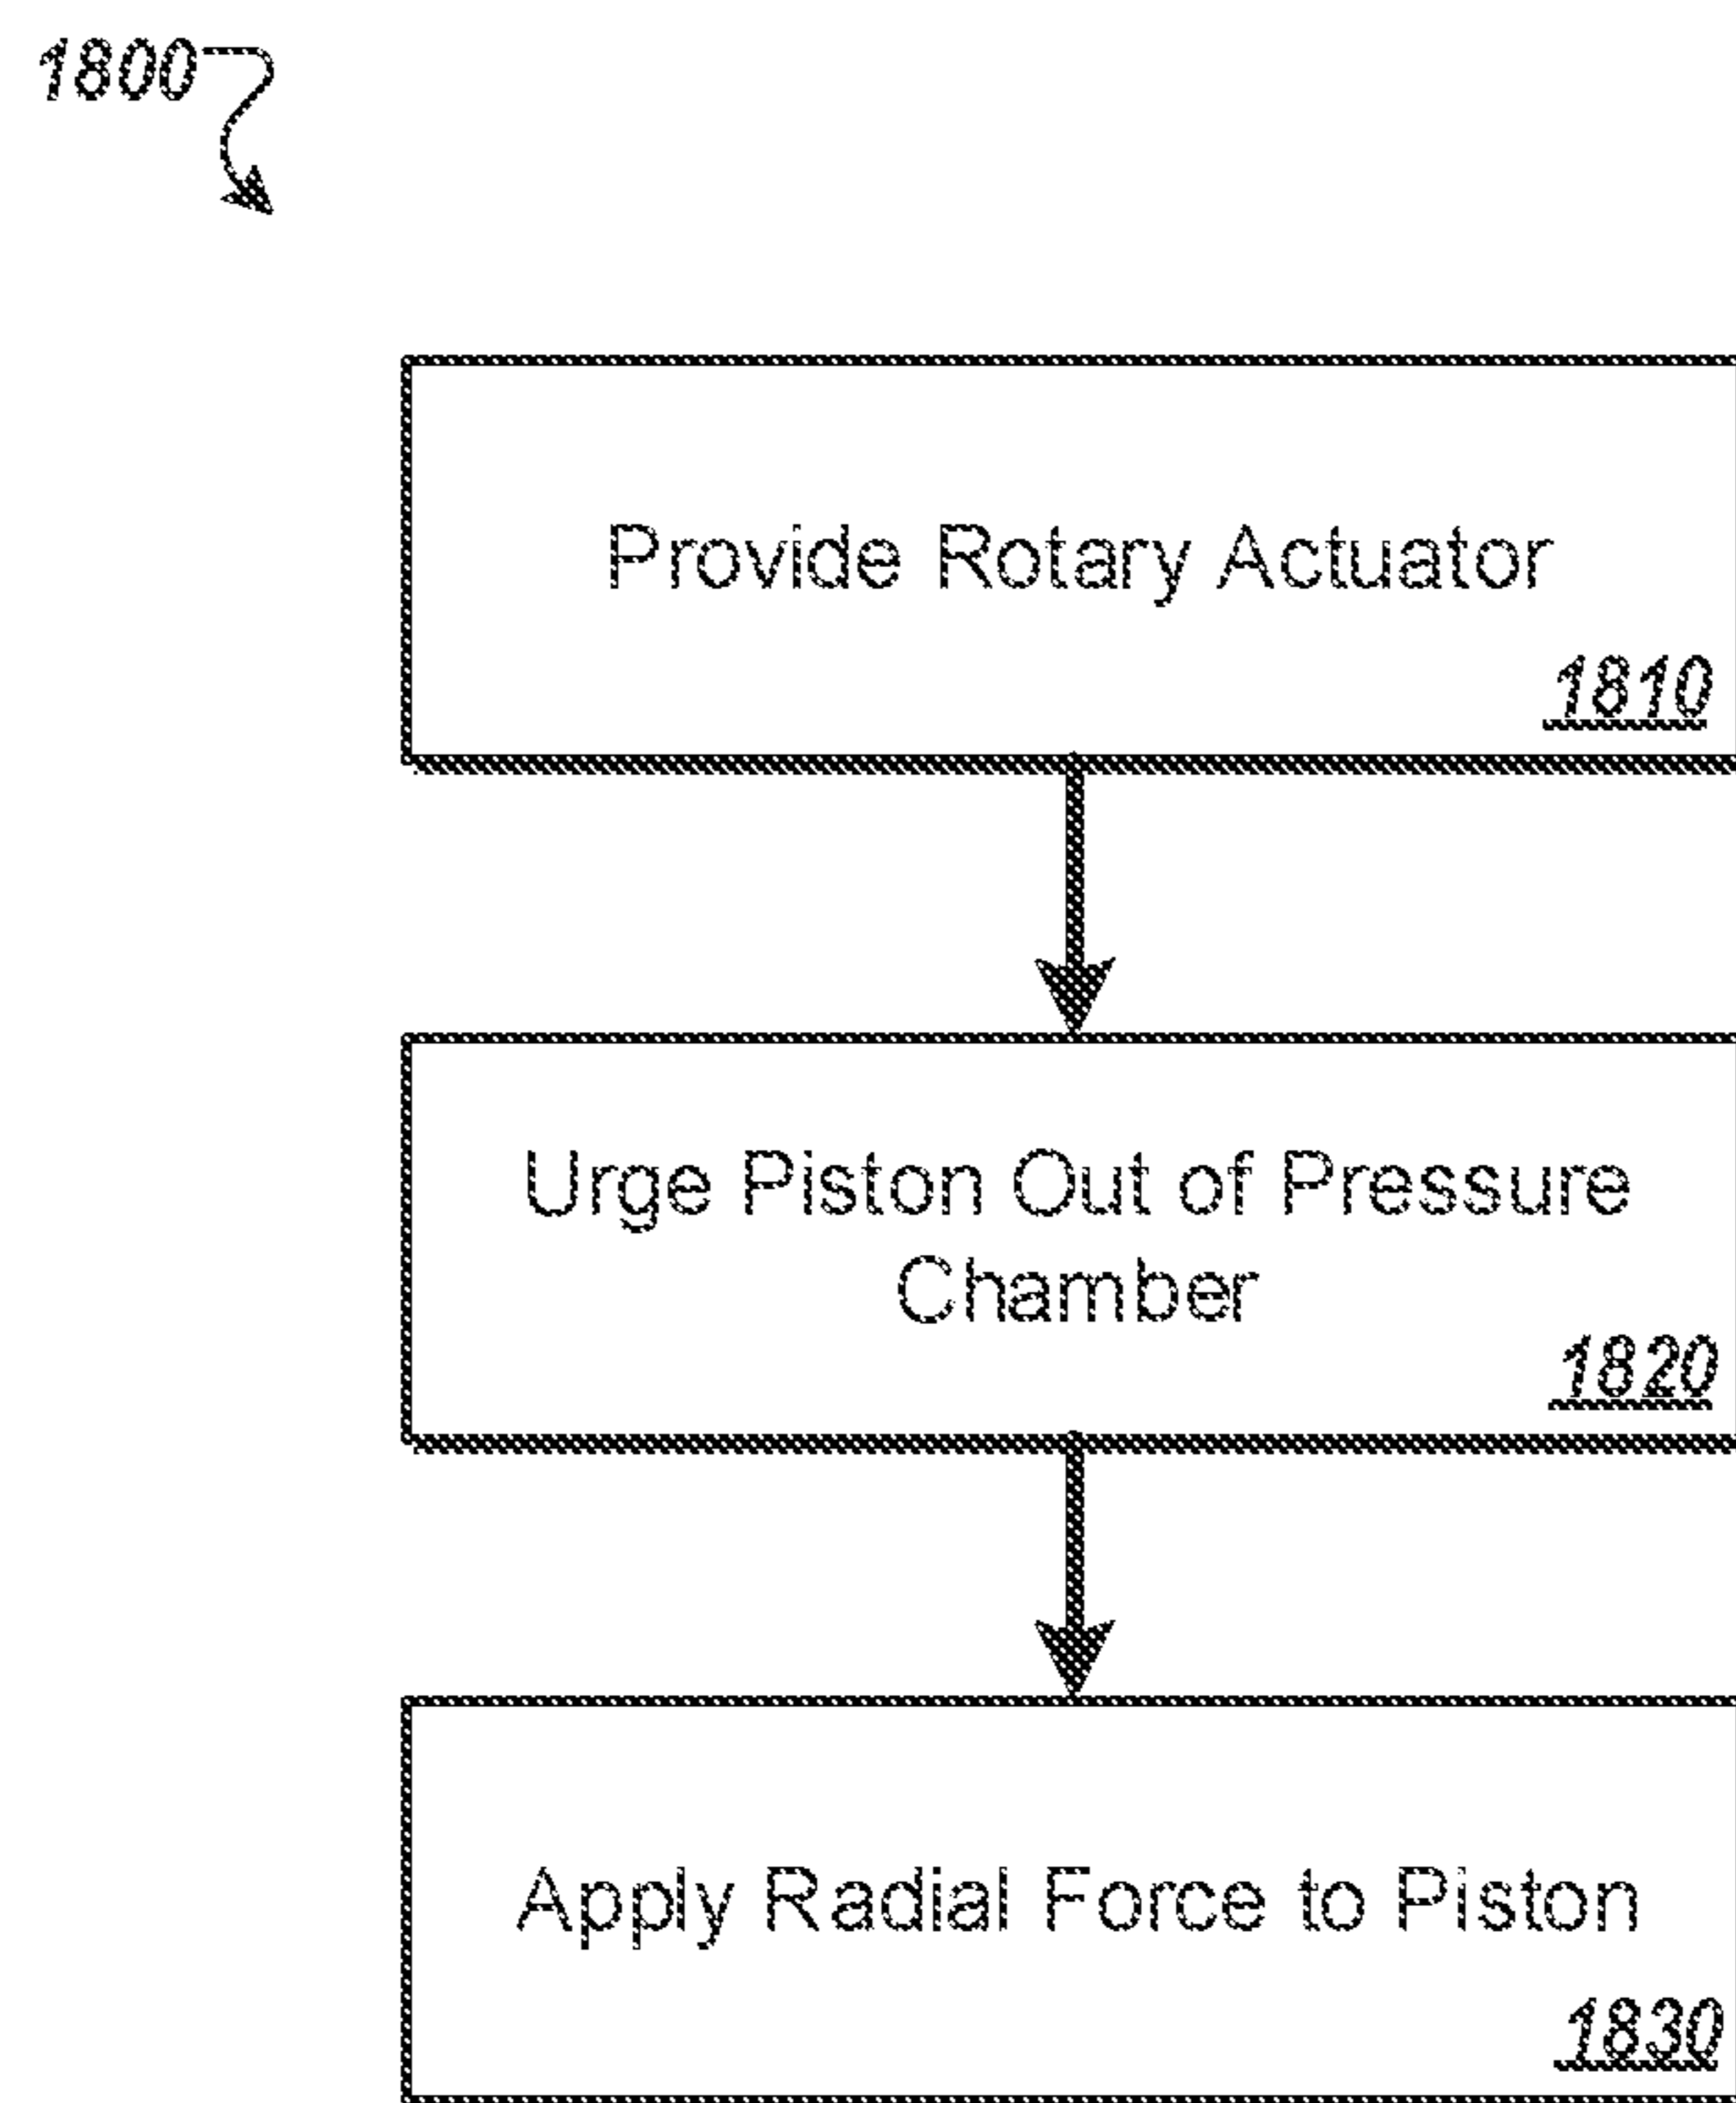 1800
Provide Rotary Actuator
1810
Urge Piston Out of Pressure
Chamber
1820
Apply Radial Force to Piston
1830